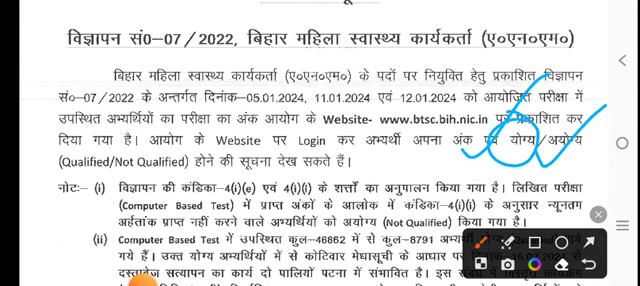 विज्ञापन सं0-07/2022, बिहार महिला स्वास्थ्य कार्यकर्ता (ए०एन०एम०)
बिहार महिला स्वास्थ्य कार्यकर्ता (ए०एन०एम०) के पदों पर नियुक्ति हेतु प्रकाशित विज्ञापन
सं०-07/2022 के अन्तर्गत दिनांक-05.01.2024, 11.01.2024 एवं 12.01.2024 को आयोजित परीक्षा में
उपस्थित अभ्यर्थियों का परीक्षा का अंक आयोग के Website- www.btsc.bih.nic.in पर प्रकाशित कर
दिया गया है। आयोग के Website पर Login कर अभ्यर्थी अपना अंक एवं योग्य/अयोग्य
(Qualified/Not Qualified) होने की सूचना देख सकते हैं।
नोटः- (i) विज्ञापन की कंडिका-4(i)(e) एवं 4(i)(i) के शर्तों का अनुपालन किया गया है। लिखित परीक्षा
(Computer Based Test) में प्राप्त अंकों के आलोक में कंडिका-4(i)(i) के अनुसार न्यूनतम
अर्हतांक प्राप्त नहीं करने वाले अभ्यर्थियों को अयोग्य (Not Qualified) किया गया है।
(ii) Computer Based Test में उपस्थित कुल-46862 में से कुल-8791
गये हैं। उक्त योग्य अभ्यर्थियों में से कोटिवार मेधासूची के आधार पर
दस्तावेज सत्यापन का कार्य दो पालियों पटना में संभावित है। इस